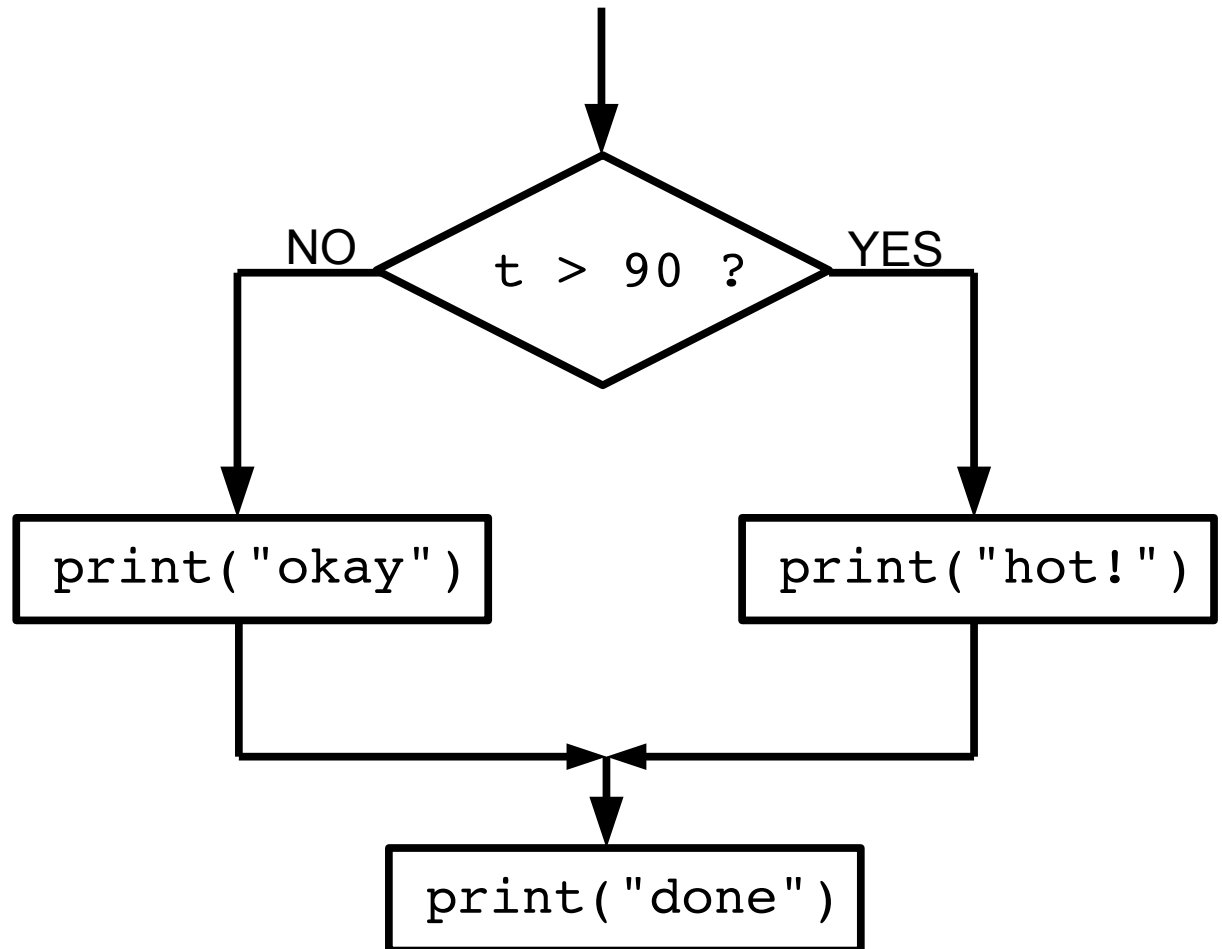 NO
YES
t > 90 ?
print("okay")
print("hot!")
print("done")